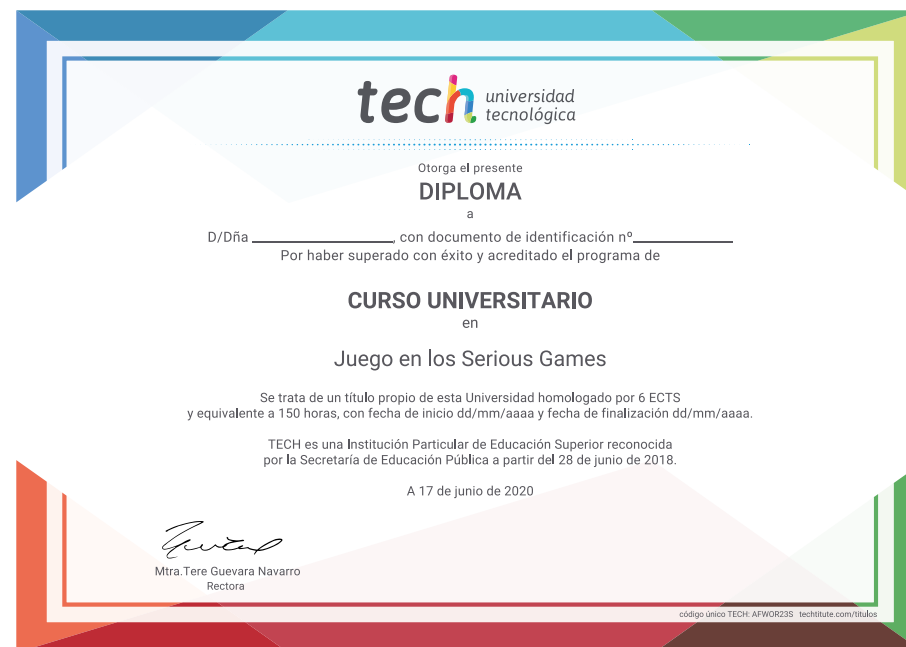 tech universidad
tecnológica
Otorga el presente
DIPLOMA
a
D/Dña ____________________, con documento de identificación nº______________
Por haber superado con éxito y acreditado el programa de
CURSO UNIVERSITARIO
en
Juego en los Serious Games
Se trata de un título propio de esta Universidad homologado por 6 ECTS
y equivalente a 150 horas, con fecha de inicio dd/mm/aaaa y fecha de finalización dd/mm/aaaa.
TECH es una Institución Particular de Educación Superior reconocida
por la Secretaría de Educación Pública a partir del 28 de junio de 2018.
A 17 de junio de 2020
Mtra.Tere Guevara Navarro
Rectora
código único TECH: AFWOR23S techtitute.com/titulos